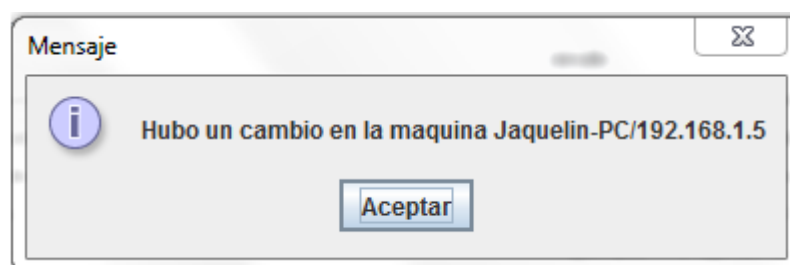 Mensaje
Hubo un cambio en la maquina Jaquelin-PC/192.168.1.5
Aceptar